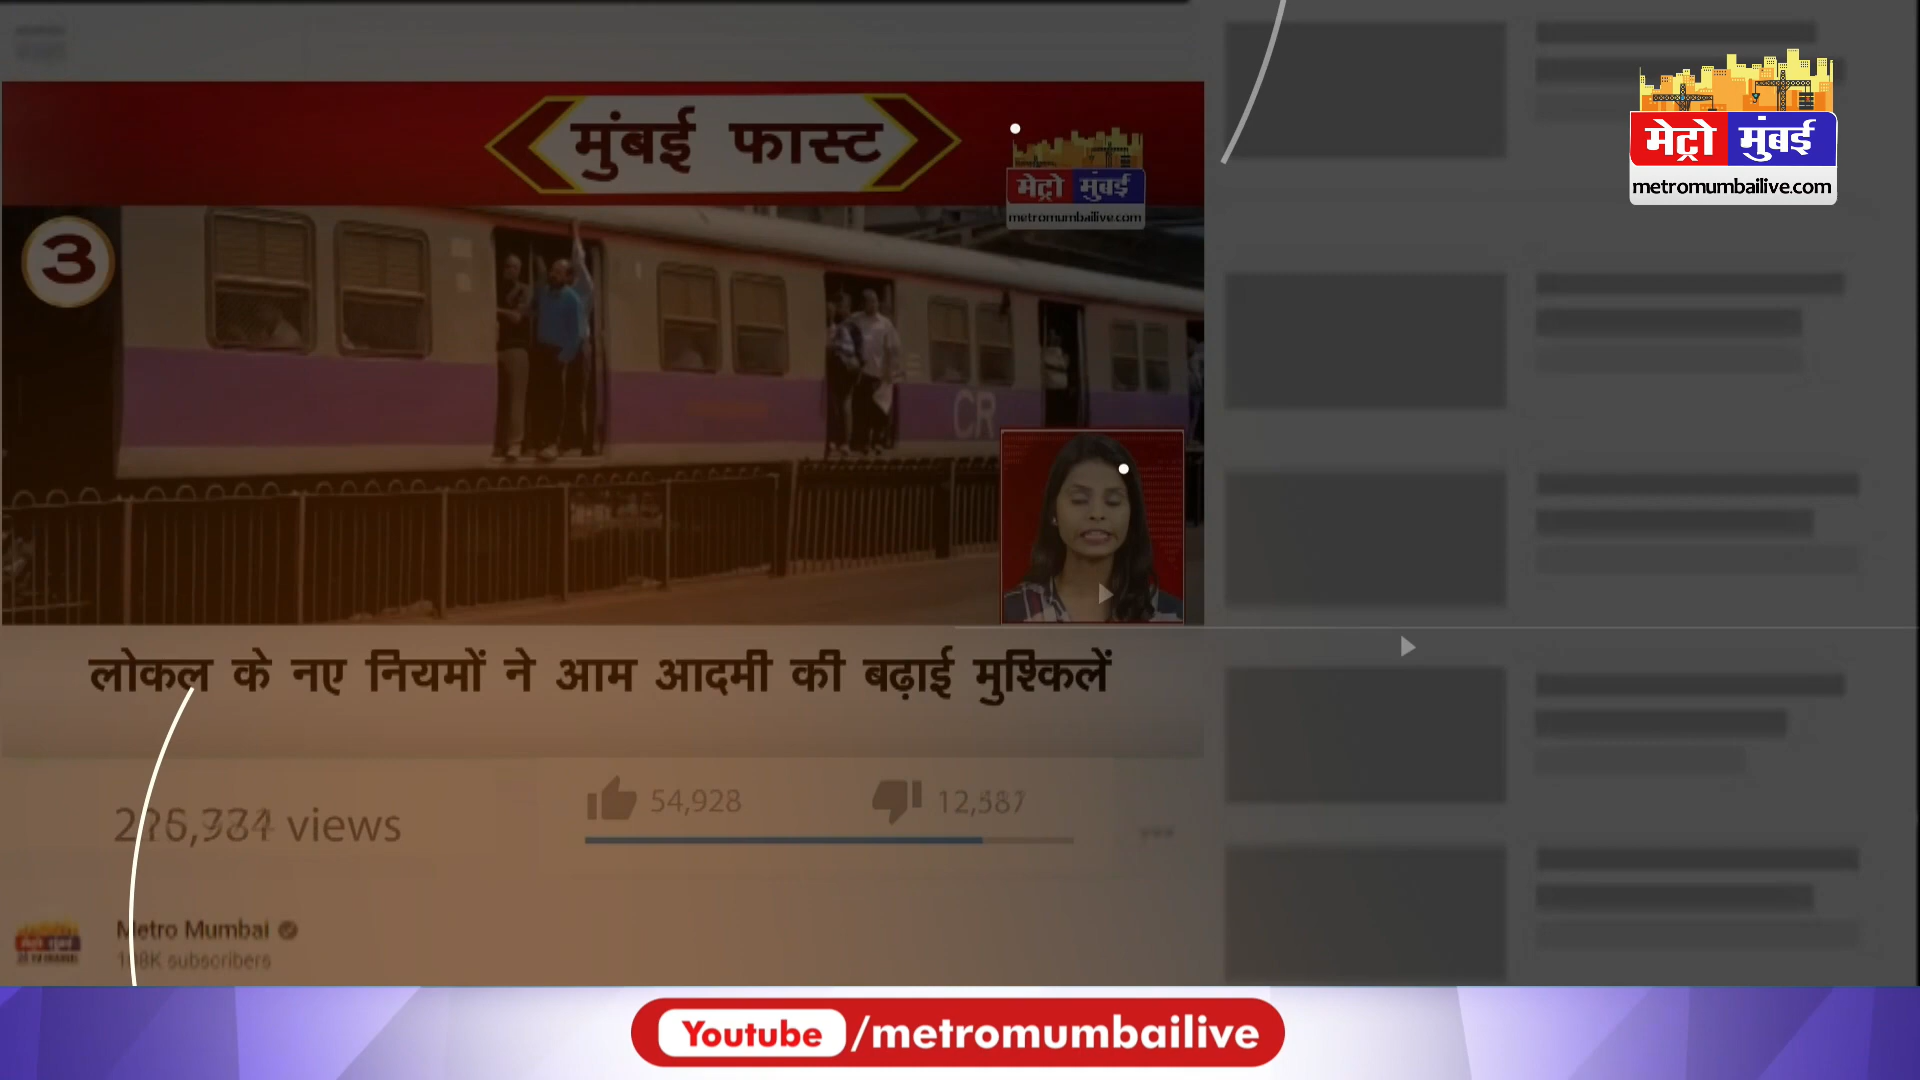 मुंबई फास्ट
मेट्रो मुंबई
metromumbailive.com
मेट्रो मुंबई
metromumbailive.com
3
CR
लोकल के नए नियमों ने आम आदमी की बढ़ाई मुश्किलें
views
54,928
Metro Mumbai
subscribers
Youtube /metromumbailive